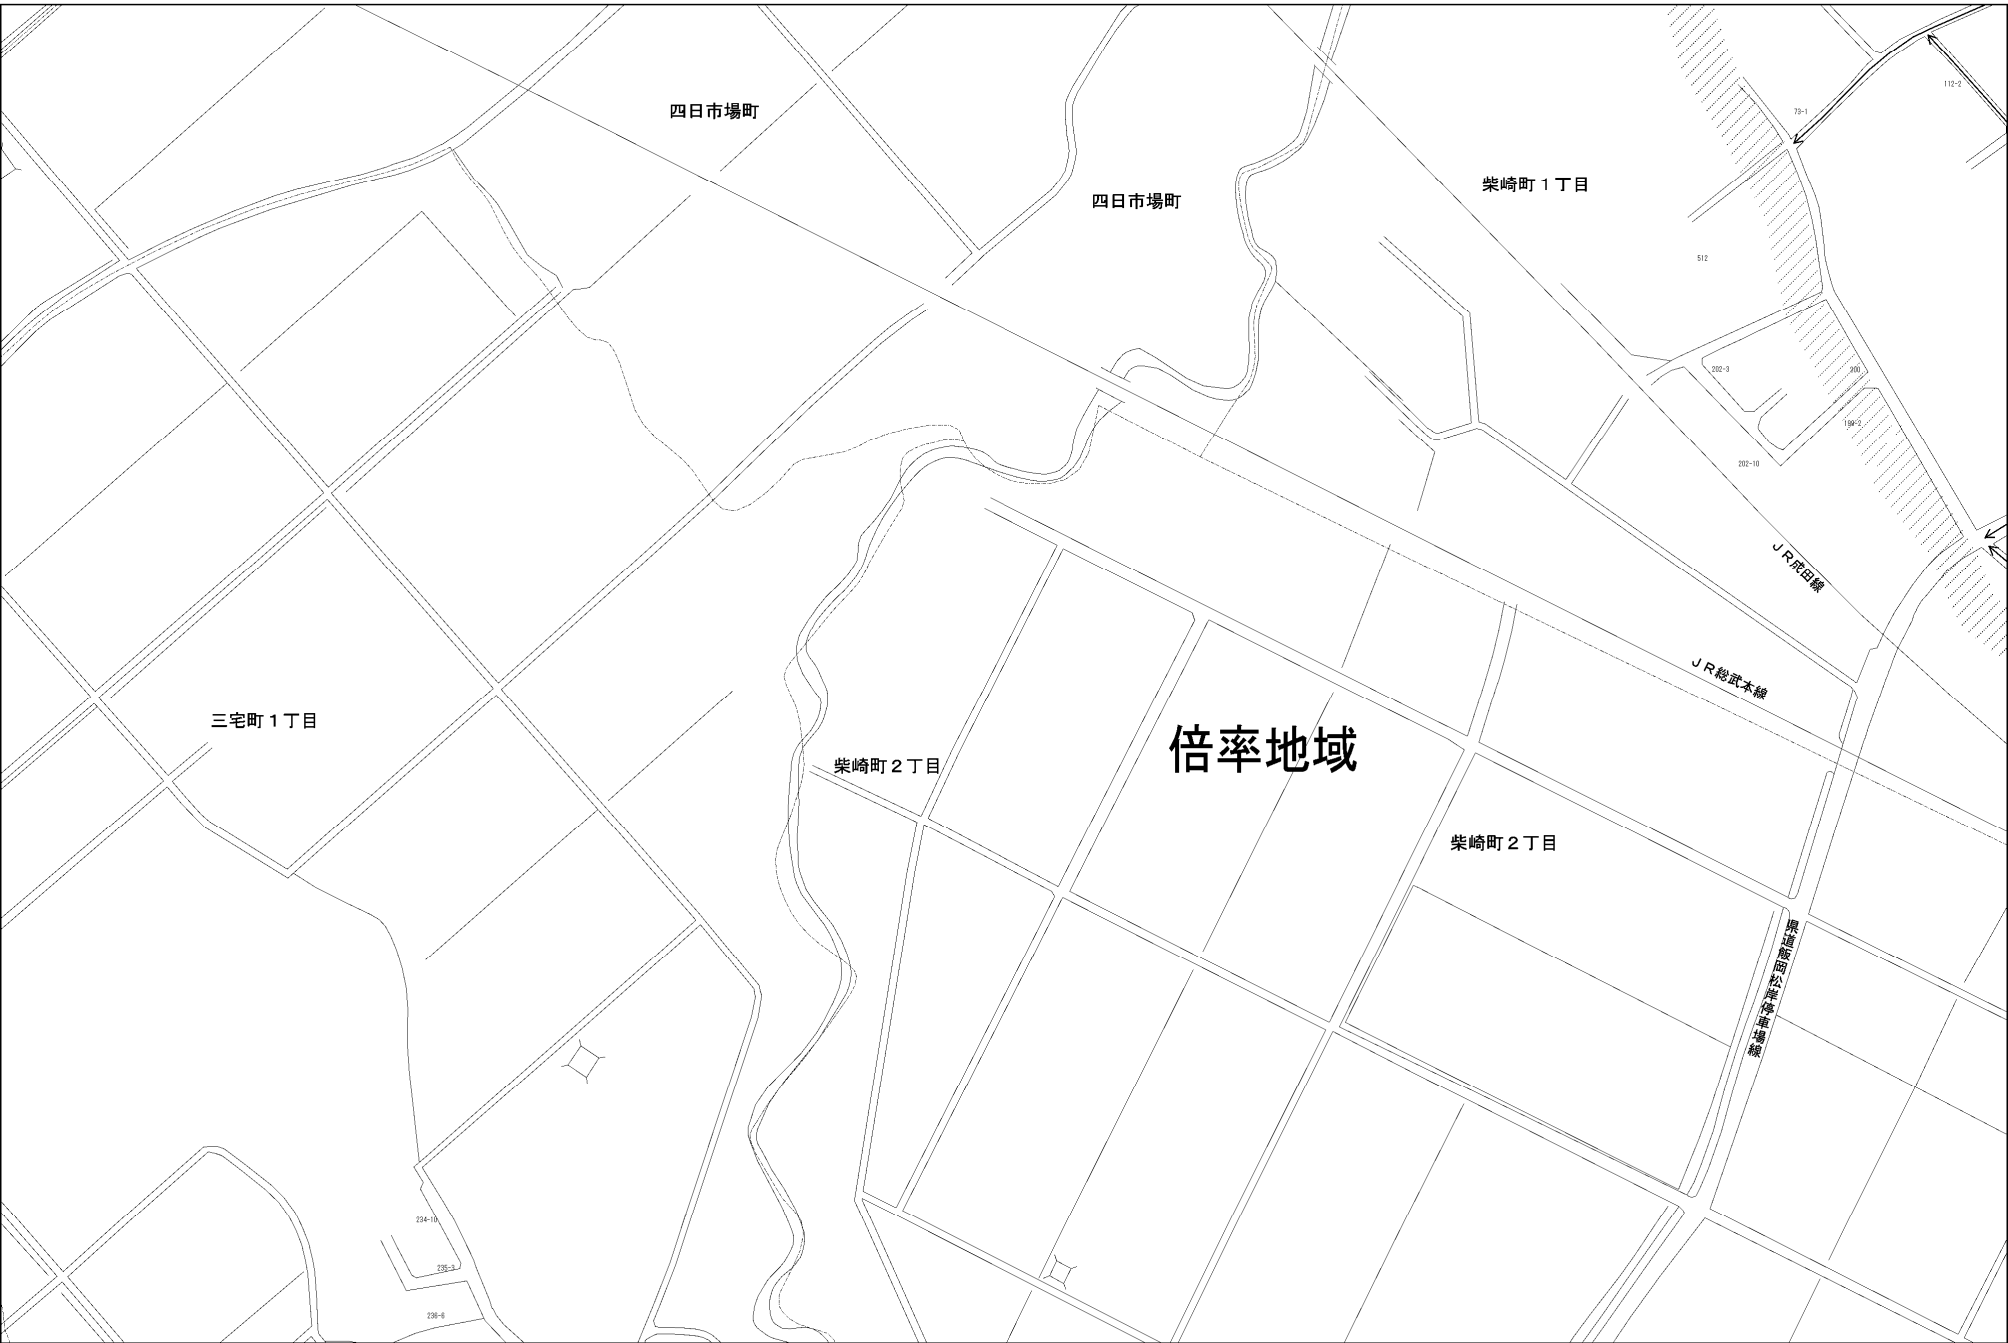 四日市場町
112-2
73-1
柴崎町１丁目
四日市場町
512
202-3
200
199-2
202-10
ＪＲ成田線
ＪＲ総武本線
三宅町１丁目
倍率地域
柴崎町２丁目
柴崎町２丁目
県道飯岡松岸停車場線
234-10
235-3
236-6